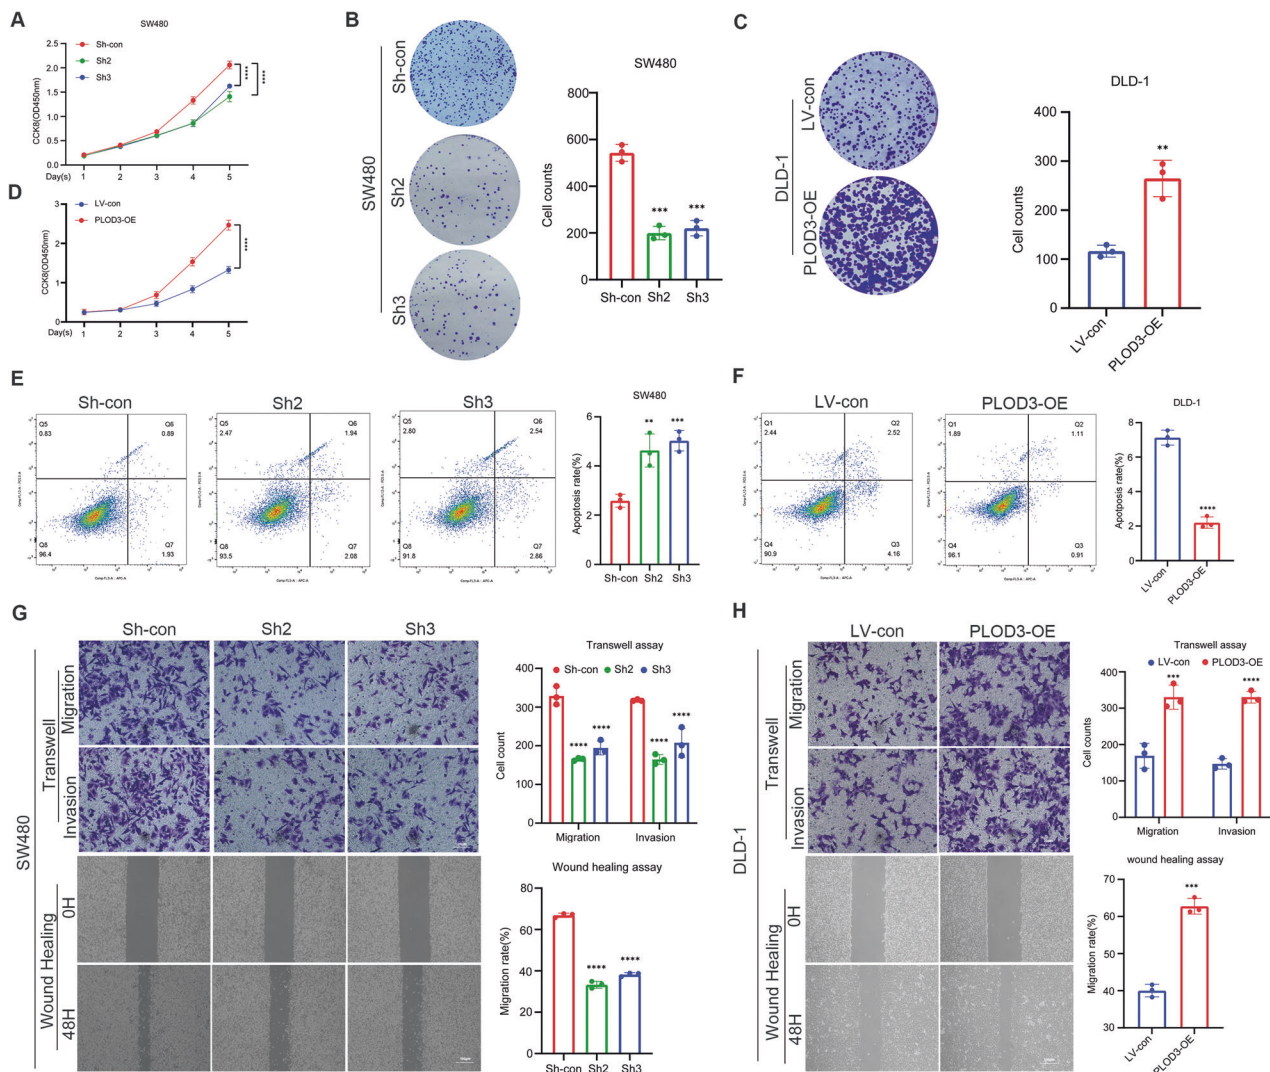 A
SW480
Sh-con
Sh2
Sh3
CCK8(OD450nm)
2.5
2.0
1.5
1.0
0.5
0.0
****
****
Day(s) 1 2 3 4 5
B
SW480
Sh-con
Sh2
Sh3
SW480
Cell counts
800
600
400
200
0
*** ***
Sh-con Sh2 Sh3
C
DLD-1
LV-con
PLOD3-OE
DLD-1
Cell counts
400
300
200
100
0
**
LV-con
PLOD3-OE
D
LV-con
PLOD3-OE
CCK8(OD450nm)
3
2
1
0
****
Day(s) 1 2 3 4 5
E
Sh-con Sh2 Sh3
Q5
0.83
Q6
0.89
Q8
96.4
Q7
1.93
Q5
2.47
Q6
1.94
Q8
93.5
Q7
2.08
Q5
2.80
Q6
2.54
Q8
91.8
Q7
2.86
SW480
Apoptosis rate(%)
6
4
2
0
** ***
Sh-con Sh2 Sh3
F
LV-con PLOD3-OE
Q1
2.44
Q2
2.52
Q4
90.9
Q3
4.16
Q1
1.89
Q2
1.11
Q4
96.1
Q3
0.91
DLD-1
Apotposis rate(%)
8
6
4
2
0
****
LV-con
PLOD3-OE
G
Sh-con Sh2 Sh3
SW480
Transwell
Migration
Invasion
Wound Healing
0H
48H
Transwell assay
Sh-con Sh2 Sh3
Cell count
400
300
200
100
0
**** **** **** ****
Migration Invasion
Wound healing assay
Migration rate(%)
80
60
40
20
0
**** ****
Sh-con Sh2 Sh3
H
LV-con PLOD3-OE
DLD-1
Transwell
Migration
Invasion
Wound Healing
0H
48H
Transwell assay
LV-con PLOD3-OE
Cell counts
400
300
200
100
0
*** ****
Migration Invasion
wound healing assay
Migration rate(%)
70
60
50
40
30
***
LV-con
PLOD3-OE